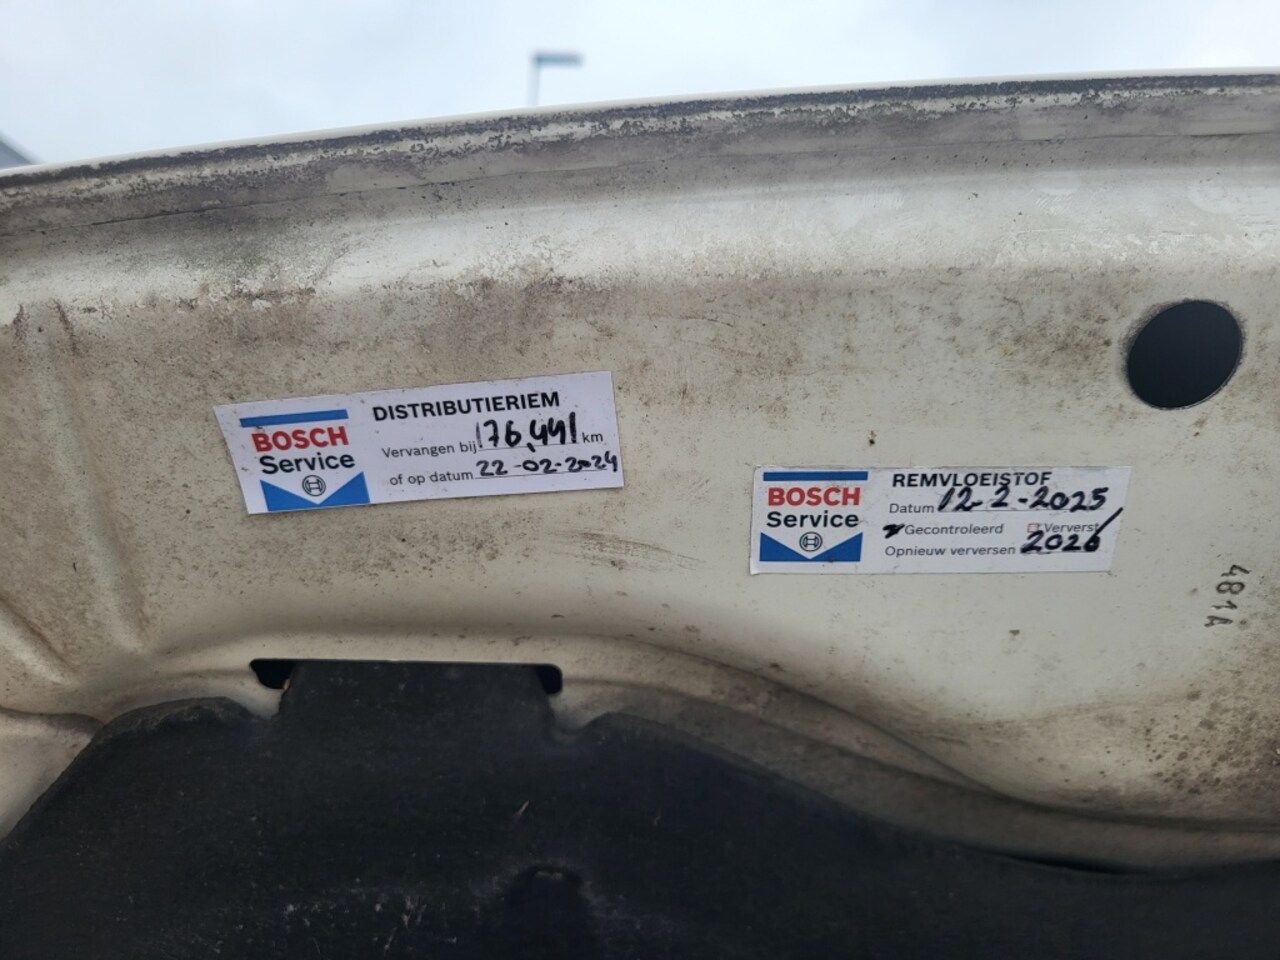 BOSCH
Service
DISTRIBUTIERIEM
Vervangen bij 176,441 km
of op datum 22-02-2024
BOSCH
Service
REMVLOEISTOF
Datum 12-2-2025
Gecontroleerd Ververst
Opnieuw verversen 2026
481A